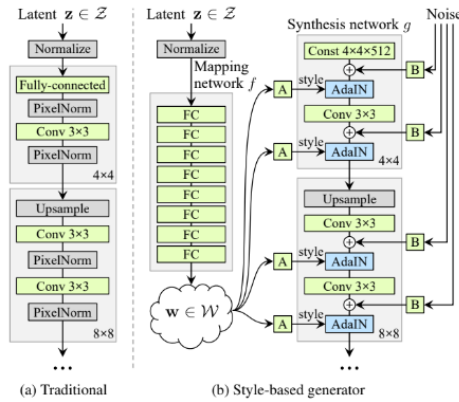 Latent z ∈ Z
Normalize
Fully-connected
PixelNorm
Conv 3×3
PixelNorm
4×4
Upsample
Conv 3×3
PixelNorm
Conv 3×3
PixelNorm
8×8
...
(a) Traditional
Latent z ∈ Z
Normalize
Mapping
network f
FC
FC
FC
FC
FC
FC
FC
FC
w ∈ W
Synthesis network g
Noise
Const 4×4×512
B
A
style
AdaIN
Conv 3×3
B
A
style
AdaIN
4×4
Upsample
Conv 3×3
B
A
style
AdaIN
Conv 3×3
B
A
style
AdaIN
8×8
...
(b) Style-based generator